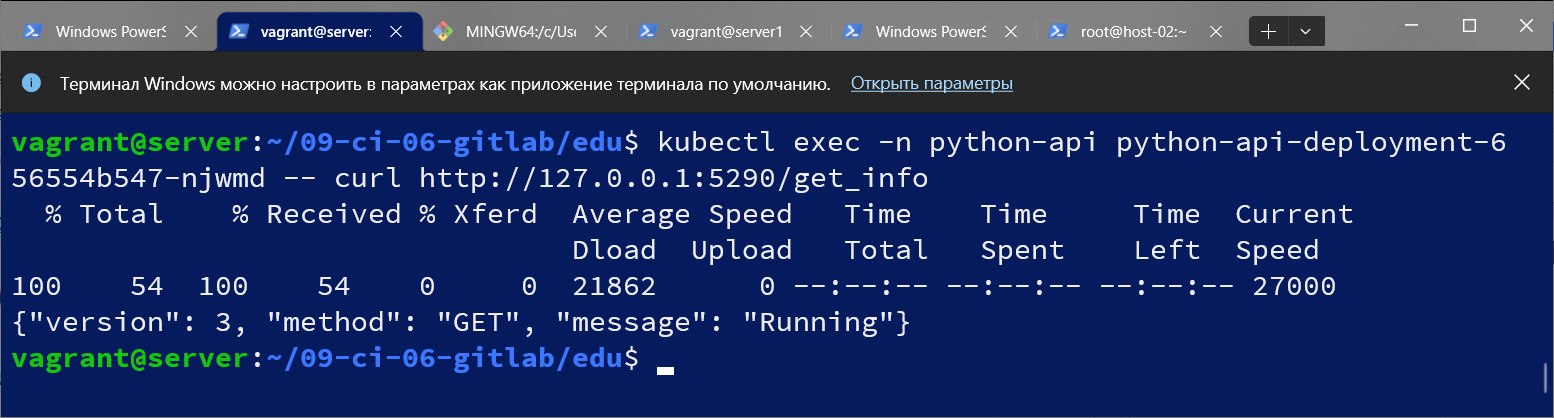 Windows PowerS
vagrant@server:
MINGW64:/c/Use
vagrant@server1
Windows PowerS
root@host-02:~
Терминал Windows можно настроить в параметрах как приложение терминала по умолчанию. Открыть параметры
vagrant@server:~/09-ci-06-gitlab/edu$ kubectl exec -n python-api python-api-deployment-6
56554b547-njwmd -- curl http://127.0.0.1:5290/get_info
  % Total    % Received % Xferd  Average Speed   Time    Time     Time  Current
                                 Dload  Upload   Total   Spent    Left  Speed
100    54  100    54    0     0  21862      0 --:--:-- --:--:-- --:--:-- 27000
{"version": 3, "method": "GET", "message": "Running"}
vagrant@server:~/09-ci-06-gitlab/edu$